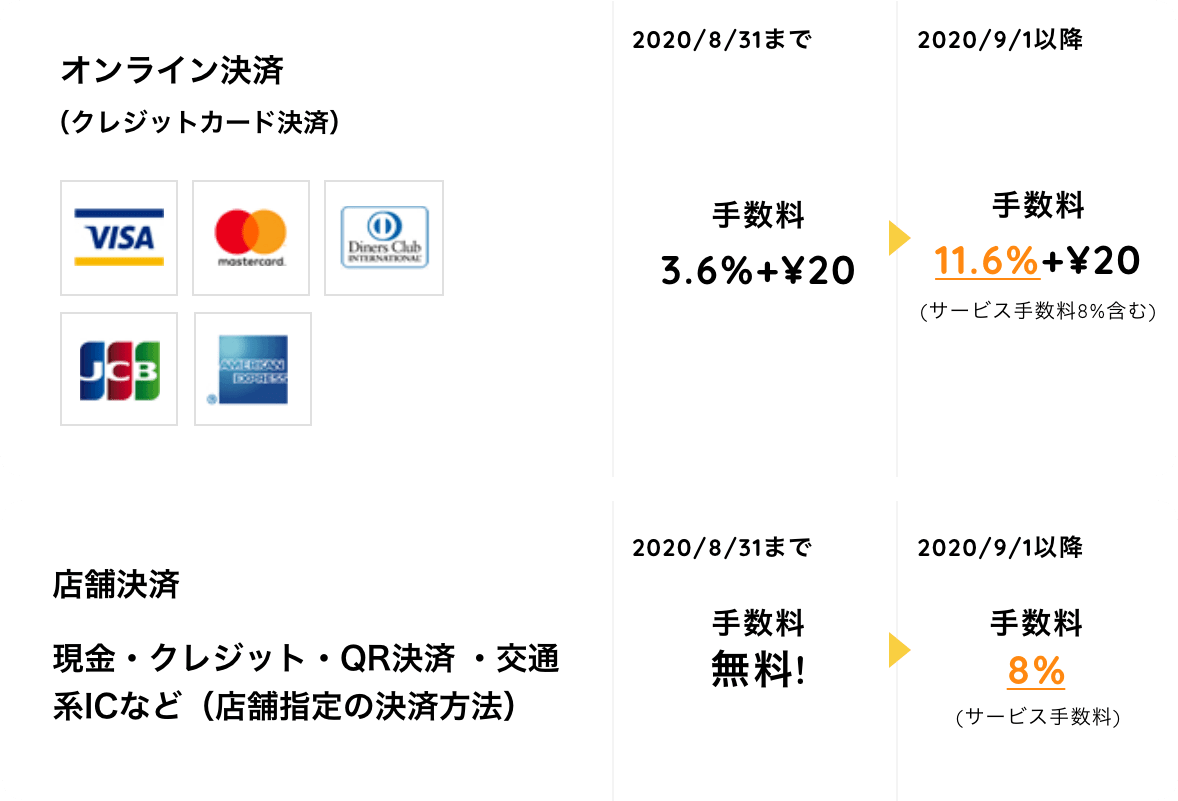 オンライン決済
（クレジットカード決済）
VISA
mastercard.
Diners Club
INTERNATIONAL
JCB
AMERICAN
EXPRESS
2020/8/31まで
手数料
3.6%+¥20
2020/9/1以降
手数料
11.6%+¥20
(サービス手数料8%含む)
店舗決済
現金・クレジット・QR決済 ・交通
系ICなど（店舗指定の決済方法）
2020/8/31まで
手数料
無料!
2020/9/1以降
手数料
8%
(サービス手数料)